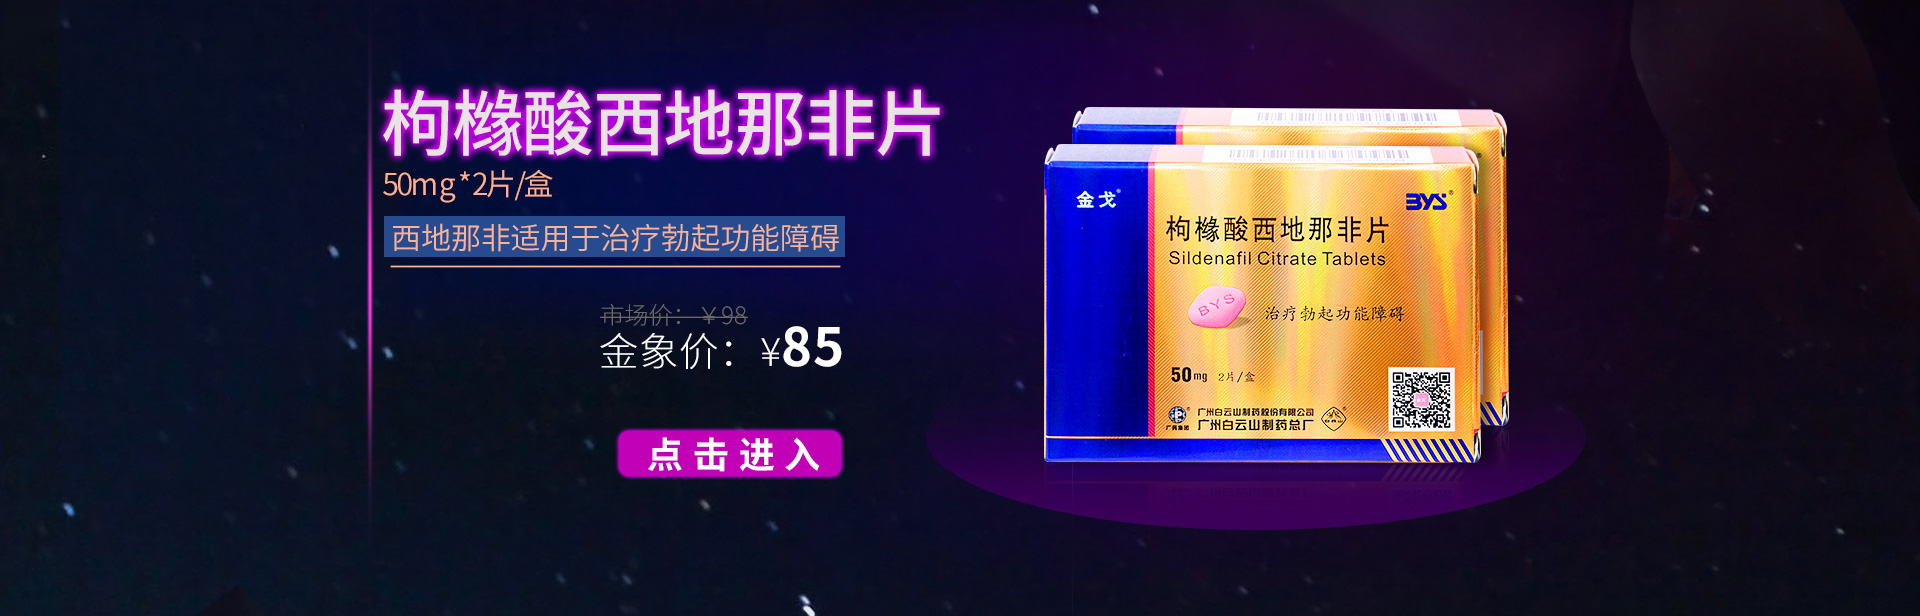 枸橼酸西地那非片
50mg*2片/盒
西地那非适用于治疗勃起功能障碍
市场价：￥98
金象价：¥85
点击进入
金戈®
BYS®
枸橼酸西地那非片
Sildenafil Citrate Tablets
BYS
治疗勃起功能障碍
50mg 2片/盒
广州白云山制药股份有限公司
广州白云山制药总厂